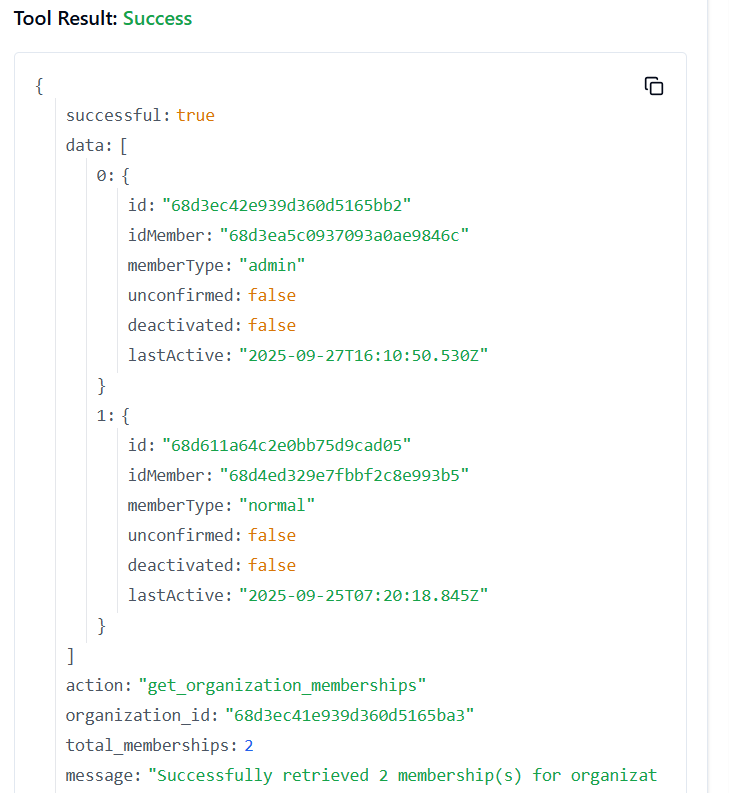 Tool Result: Success
{
successful: true
data: [
0: {
id: "68d3ec42e939d360d5165bb2"
idMember: "68d3ea5c0937093a0ae9846c"
memberType: "admin"
unconfirmed: false
deactivated: false
lastActive: "2025-09-27T16:10:50.530Z"
}
1: {
id: "68d611a64c2e0bb75d9cad05"
idMember: "68d4ed329e7fbbf2c8e993b5"
memberType: "normal"
unconfirmed: false
deactivated: false
lastActive: "2025-09-25T07:20:18.845Z"
}
]
action: "get_organization_memberships"
organization_id: "68d3ec41e939d360d5165ba3"
total_memberships: 2
message: "Successfully retrieved 2 membership(s) for organizat